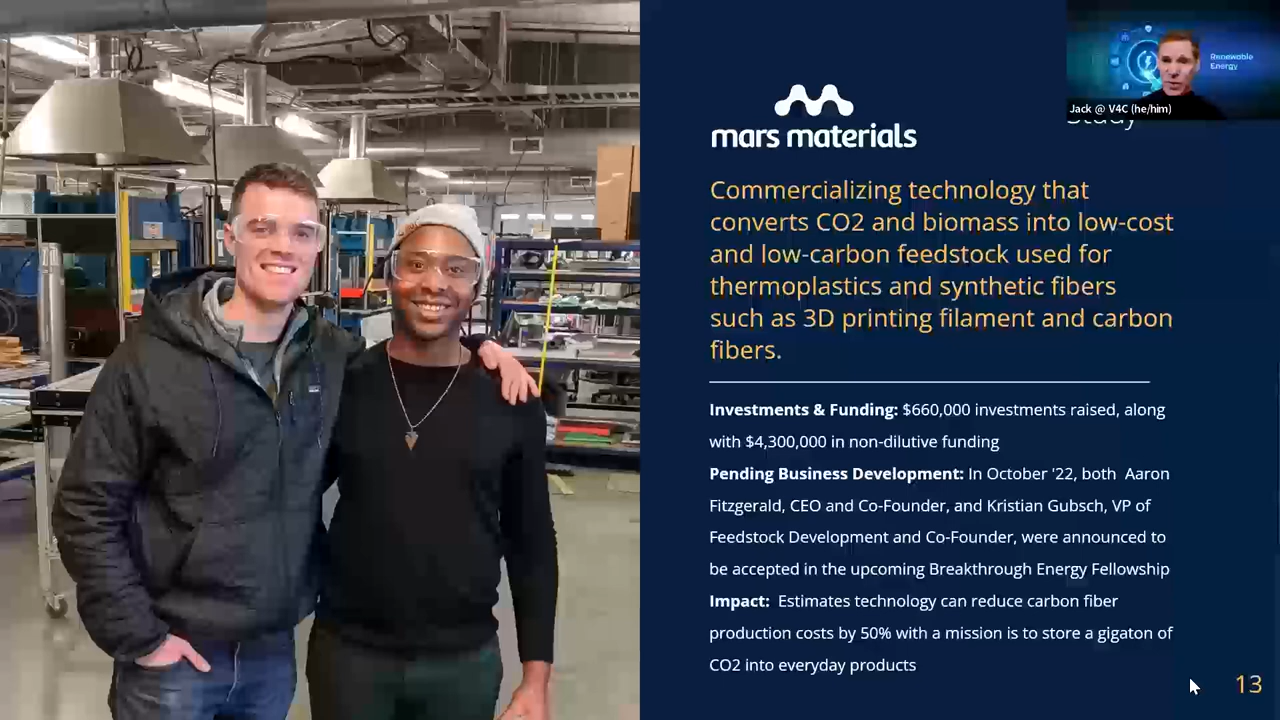 Renewable
Energy
Jack @ V4C (he/him)
Study
mars materials
Commercializing technology that
converts CO2 and biomass into low-cost
and low-carbon feedstock used for
thermoplastics and synthetic fibers
such as 3D printing filament and carbon
fibers.
Investments & Funding: $660,000 investments raised, along
with $4,300,000 in non-dilutive funding
Pending Business Development: In October '22, both  Aaron
Fitzgerald, CEO and Co-Founder, and Kristian Gubsch, VP of
Feedstock Development and Co-Founder, were announced to
be accepted in the upcoming Breakthrough Energy Fellowship
Impact:  Estimates technology can reduce carbon fiber
production costs by 50% with a mission is to store a gigaton of
CO2 into everyday products
13